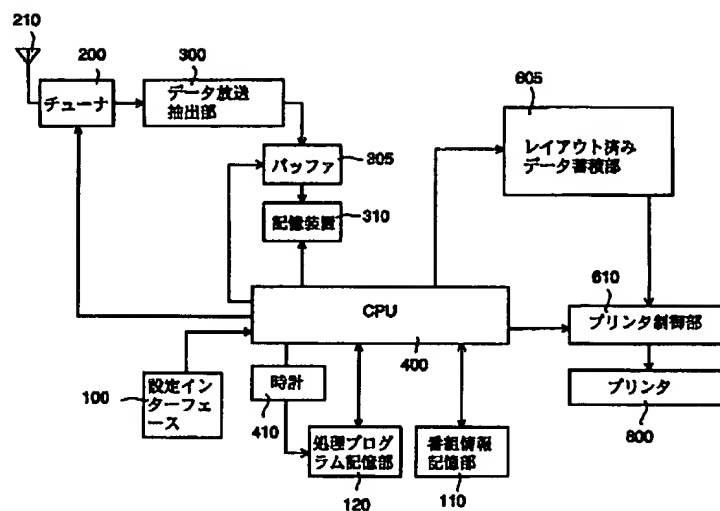 210
200
チューナ
300
データ放送
抽出部
バッファ
305
記憶装置
310
605
レイアウト済み
データ蓄積部
CPU
400
610
プリンタ制御部
プリンタ
800
100
設定インターフェ
ース
時計
410
処理プログ
ラム記憶部
120
番組情報
記憶部
110